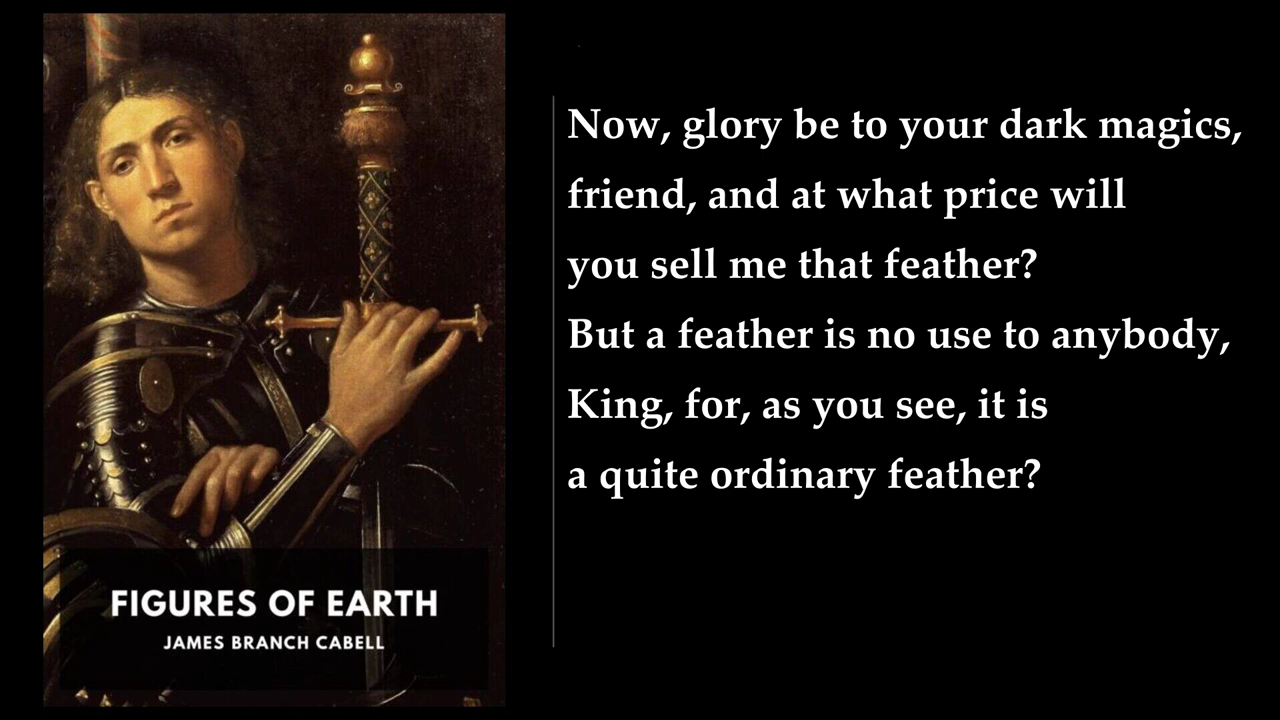 Now, glory be to your dark magics,
friend, and at what price will
you sell me that feather?
But a feather is no use to anybody,
King, for, as you see, it is
a quite ordinary feather?
FIGURES OF EARTH
JAMES BRANCH CABELL